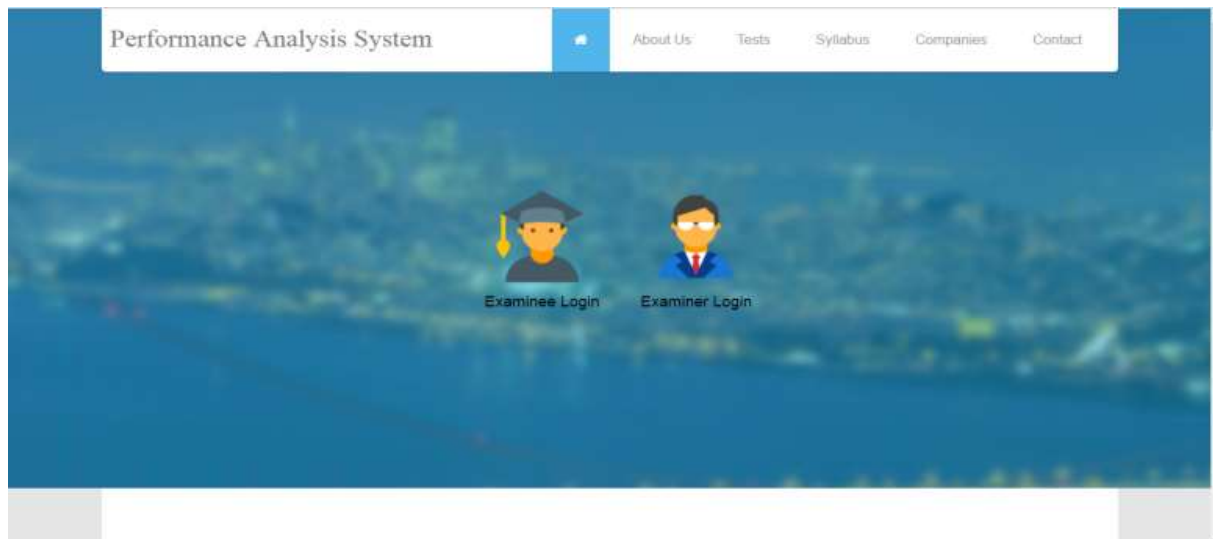 Performance Analysis System
About Us Tests Syllabus Companies Contact
Examinee Login Examiner Login